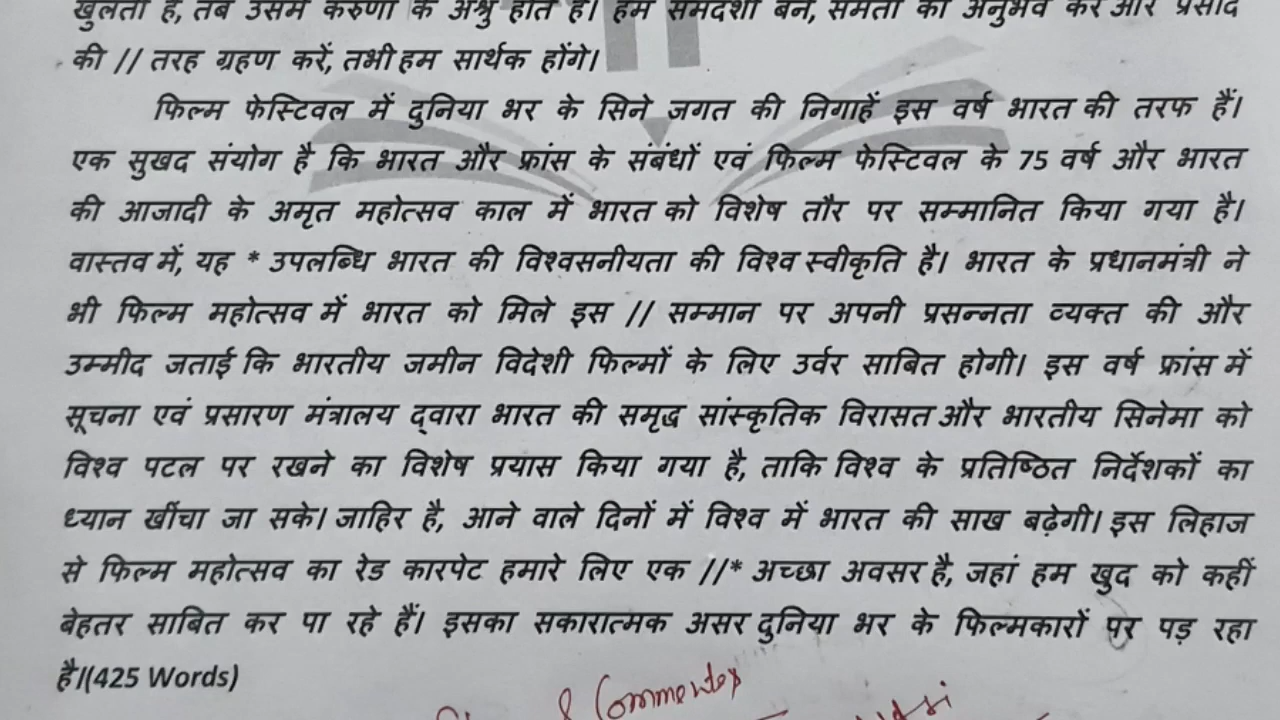 खुलता है, तब उसमें करुणा के अश्रु होते हैं। हम समदर्शी बनें, समता का अनुभव करें और प्रसाद
की // तरह ग्रहण करें, तभी हम सार्थक होंगे।
फिल्म फेस्टिवल में दुनिया भर के सिने जगत की निगाहें इस वर्ष भारत की तरफ हैं।
एक सुखद संयोग है कि भारत और फ्रांस के संबंधों एवं फिल्म फेस्टिवल के 75 वर्ष और भारत
की आजादी के अमृत महोत्सव काल में भारत को विशेष तौर पर सम्मानित किया गया है।
वास्तव में, यह * उपलब्धि भारत की विश्वसनीयता की विश्व स्वीकृति है। भारत के प्रधानमंत्री ने
भी फिल्म महोत्सव में भारत को मिले इस // सम्मान पर अपनी प्रसन्नता व्यक्त की और
उम्मीद जताई कि भारतीय जमीन विदेशी फिल्मों के लिए उर्वर साबित होगी। इस वर्ष फ्रांस में
सूचना एवं प्रसारण मंत्रालय द्वारा भारत की समृद्ध सांस्कृतिक विरासत और भारतीय सिनेमा को
विश्व पटल पर रखने का विशेष प्रयास किया गया है, ताकि विश्व के प्रतिष्ठित निर्देशकों का
ध्यान खींचा जा सके। जाहिर है, आने वाले दिनों में विश्व में भारत की साख बढ़ेगी। इस लिहाज
से फिल्म महोत्सव का रेड कारपेट हमारे लिए एक //* अच्छा अवसर है, जहां हम खुद को कहीं
बेहतर साबित कर पा रहे हैं। इसका सकारात्मक असर दुनिया भर के फिल्मकारों पर पड़ रहा
है।(425 Words)